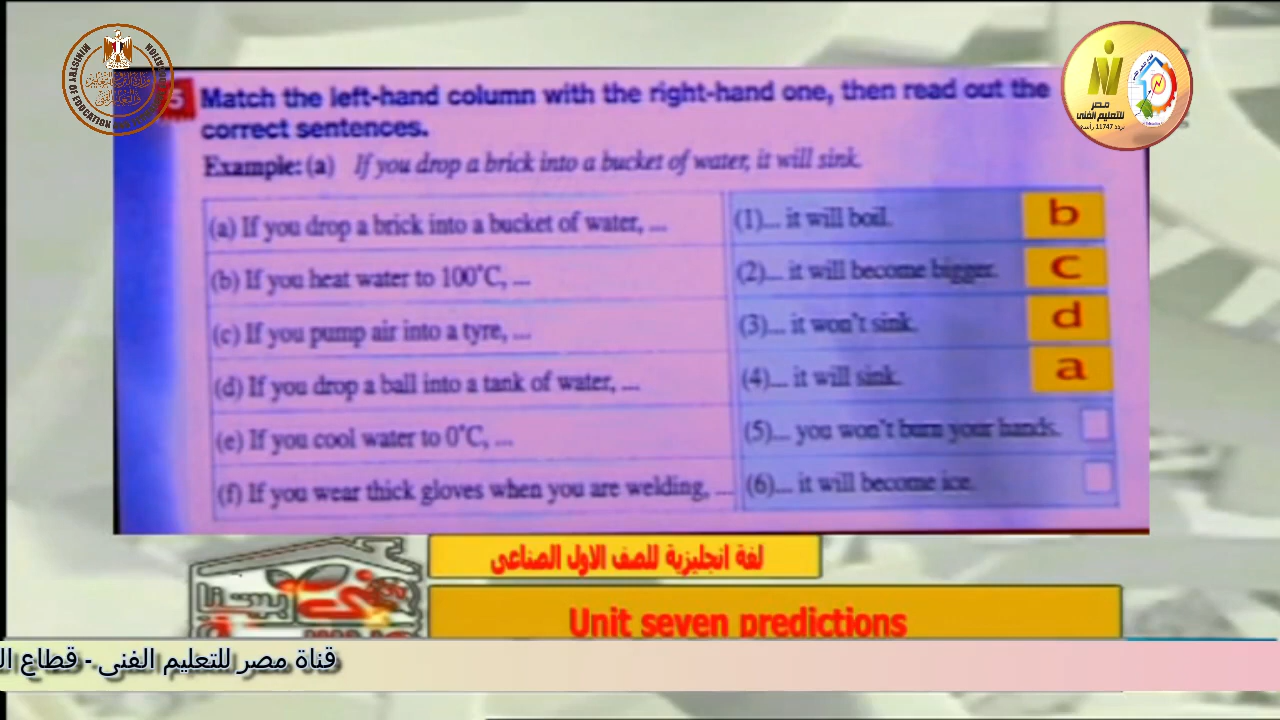 5 Match the left-hand column with the right-hand one, then read out the
correct sentences.
Example: (a) If you drop a brick into a bucket of water, it will sink.
(a) If you drop a brick into a bucket of water, ... (1)... it will boil. b
(b) If you heat water to 100°C, ... (2)... it will become bigger. c
(c) If you pump air into a tyre, ... (3)... it won't sink. d
(d) If you drop a ball into a tank of water, ... (4)... it will sink. a
(e) If you cool water to 0°C, ... (5)... you won't burn your hands.
(f) If you wear thick gloves when you are welding, ... (6)... it will become ice.
مصر
للتعليم الفنى
لغة انجليزية للصف الاول الصناعى
Unit seven predictions
قناة مصر للتعليم الفنى - قطاع